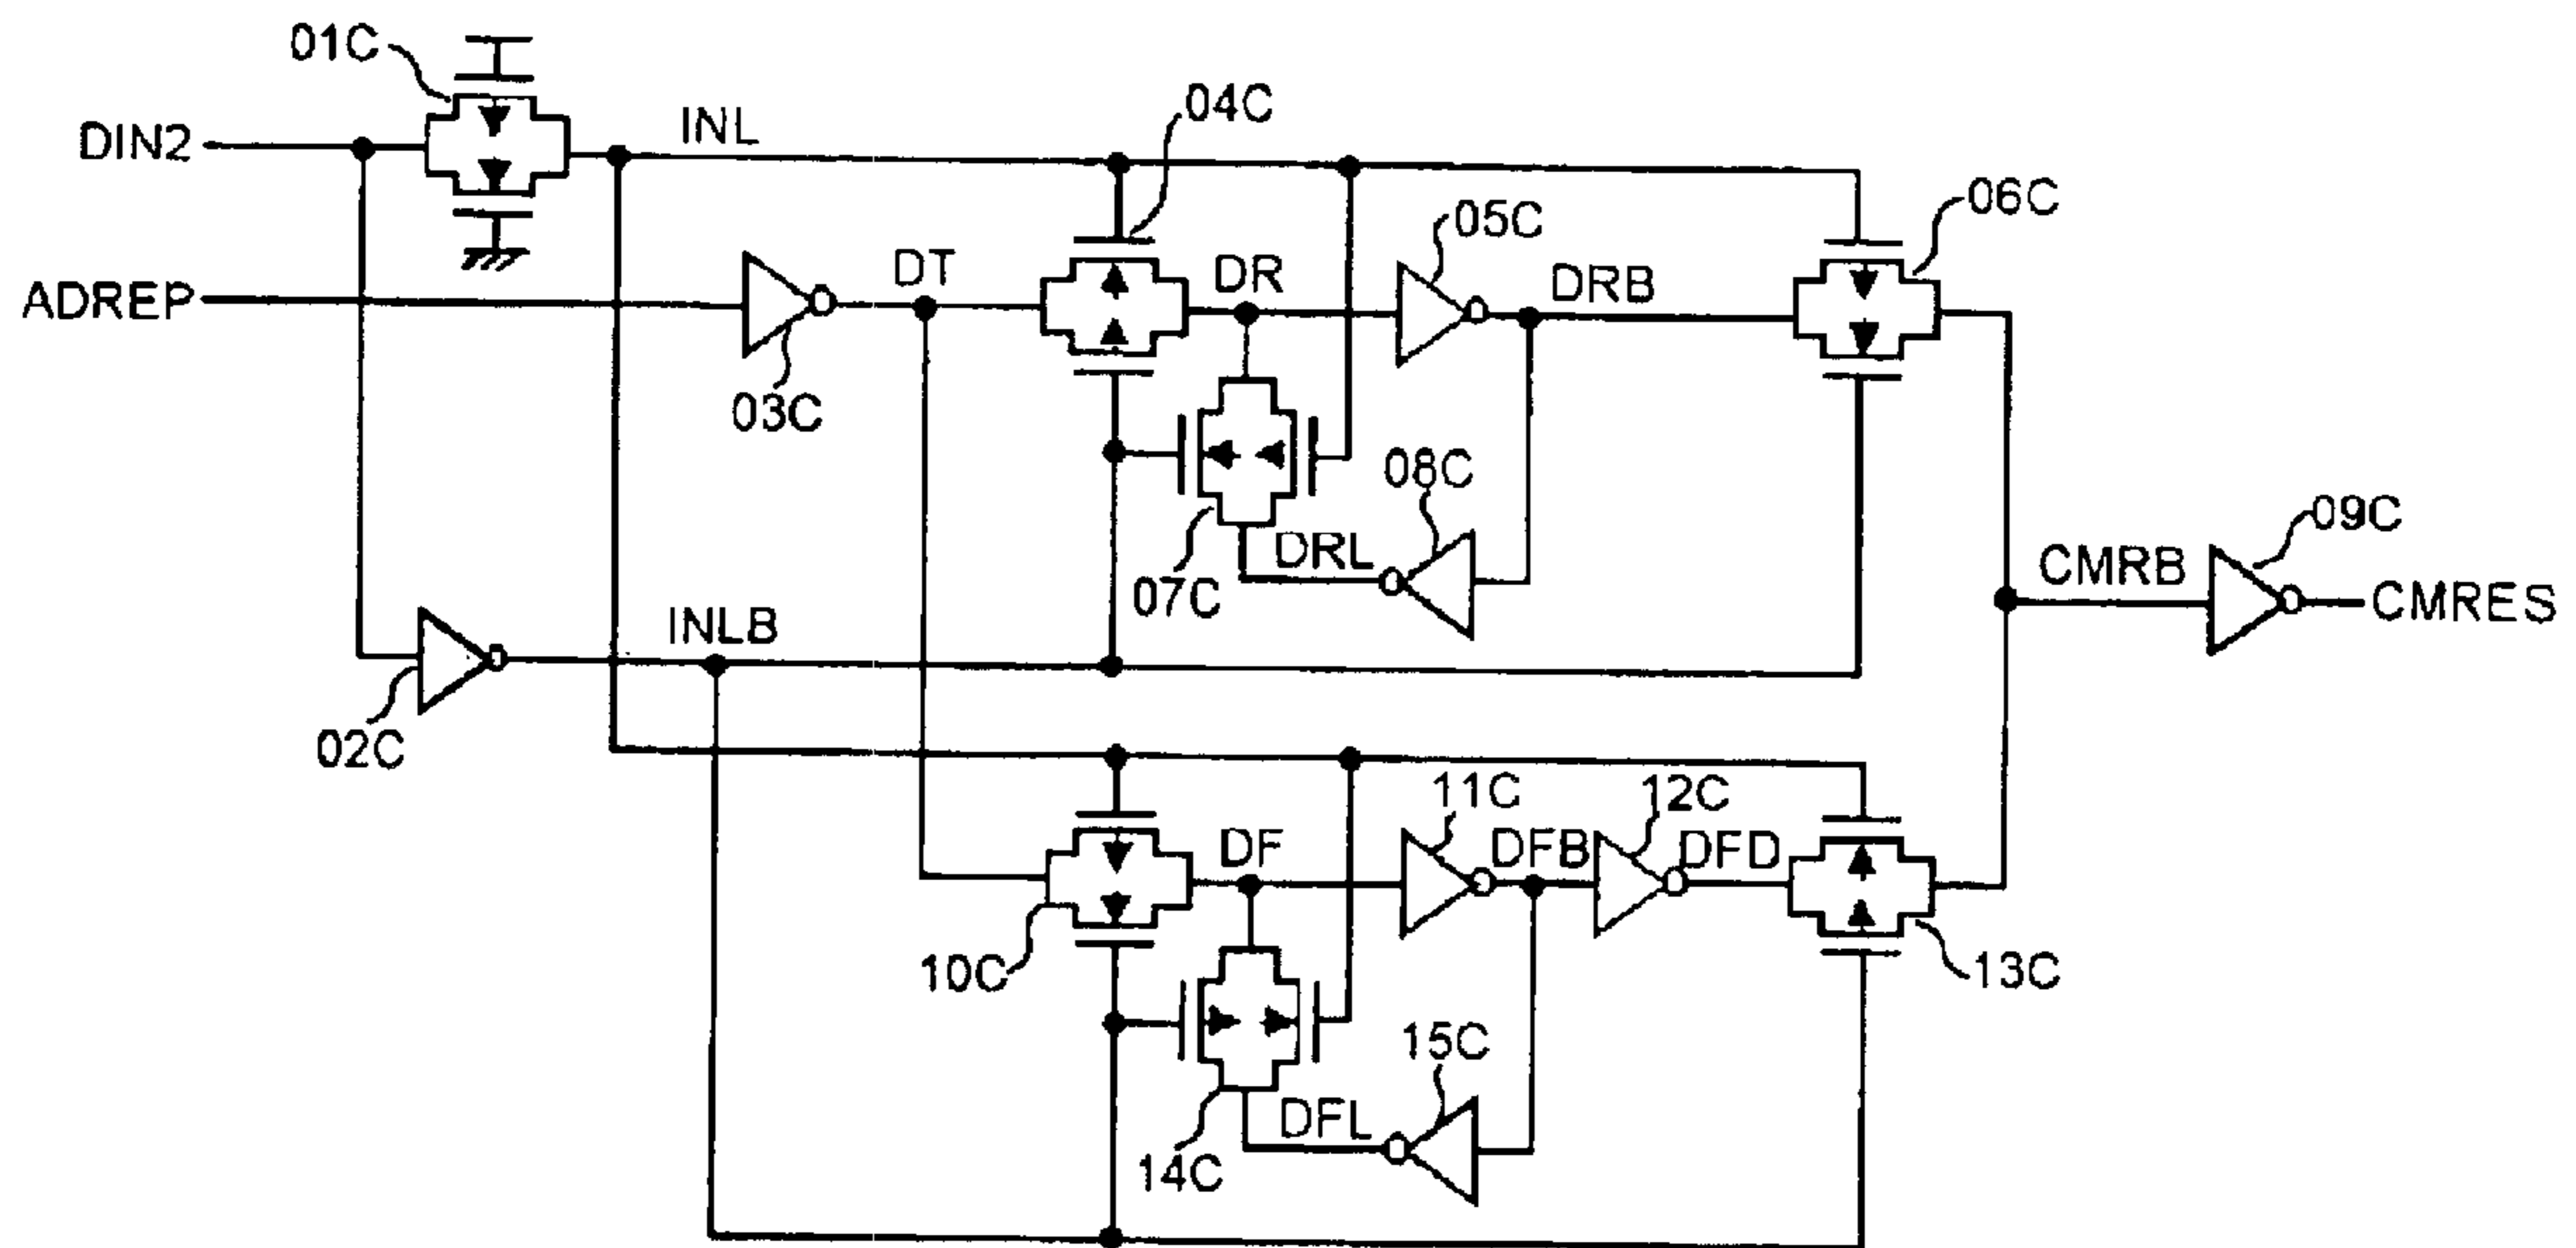 01C
04C
DIN2
INL
06C
05C
ADREP
DT
DR
DRB
03C
08C
09C
DRL
07C
CMRB
CMRES
INLB
02C
11C
12C
DF
DFB
DFD
10C
13C
15C
DFL
14C